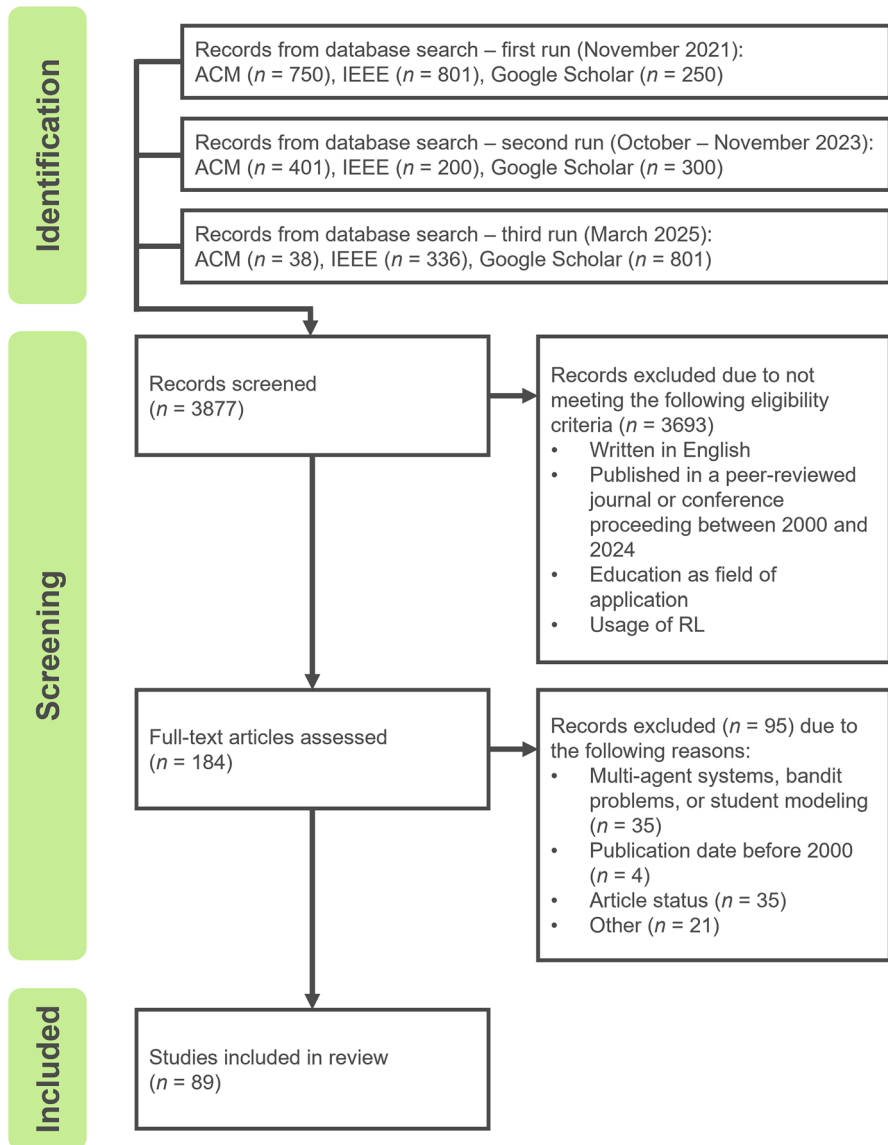 Identification
Records from database search – first run (November 2021):
ACM (n = 750), IEEE (n = 801), Google Scholar (n = 250)
Records from database search – second run (October – November 2023):
ACM (n = 401), IEEE (n = 200), Google Scholar (n = 300)
Records from database search – third run (March 2025):
ACM (n = 38), IEEE (n = 336), Google Scholar (n = 801)
Screening
Records screened
(n = 3877)
Records excluded due to not
meeting the following eligibility
criteria (n = 3693)
• Written in English
• Published in a peer-reviewed
journal or conference
proceeding between 2000 and
2024
• Education as field of
application
• Usage of RL
Full-text articles assessed
(n = 184)
Records excluded (n = 95) due to
the following reasons:
• Multi-agent systems, bandit
problems, or student modeling
(n = 35)
• Publication date before 2000
(n = 4)
• Article status (n = 35)
• Other (n = 21)
Included
Studies included in review
(n = 89)